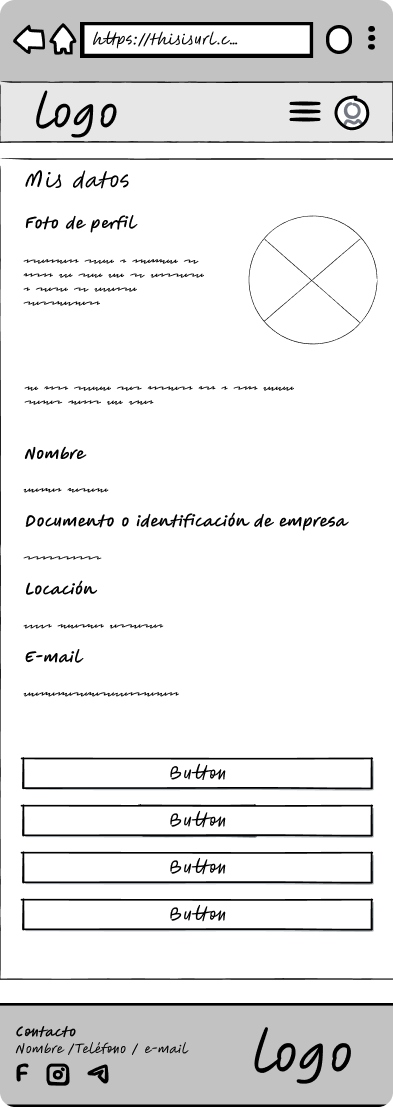 https://thisisurl.c...
Logo
Mis datos
Foto de perfil
Nombre
Documento o identificación de empresa
Locación
E-mail
Button
Button
Button
Button
Contacto
Nombre /Teléfono / e-mail
Logo